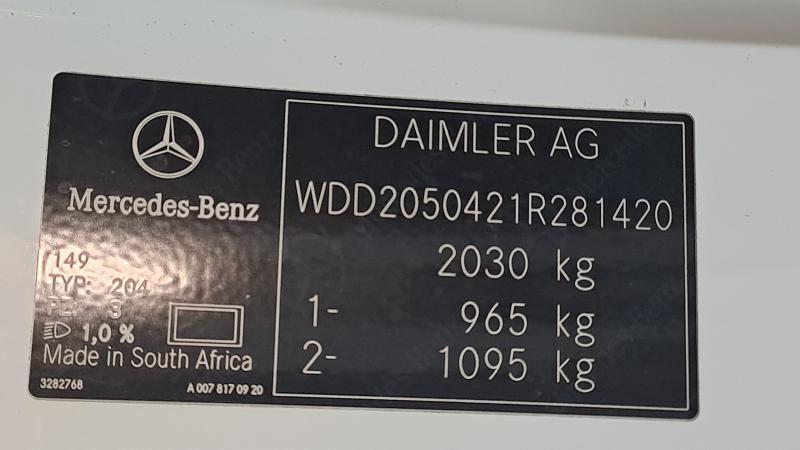 Mercedes-Benz
149
TYP: 204
PZ: 3
1,0 %
Made in South Africa
3282768
A 007 817 09 20
DAIMLER AG
WDD2050421R281420
2030 kg
1- 965 kg
2- 1095 kg